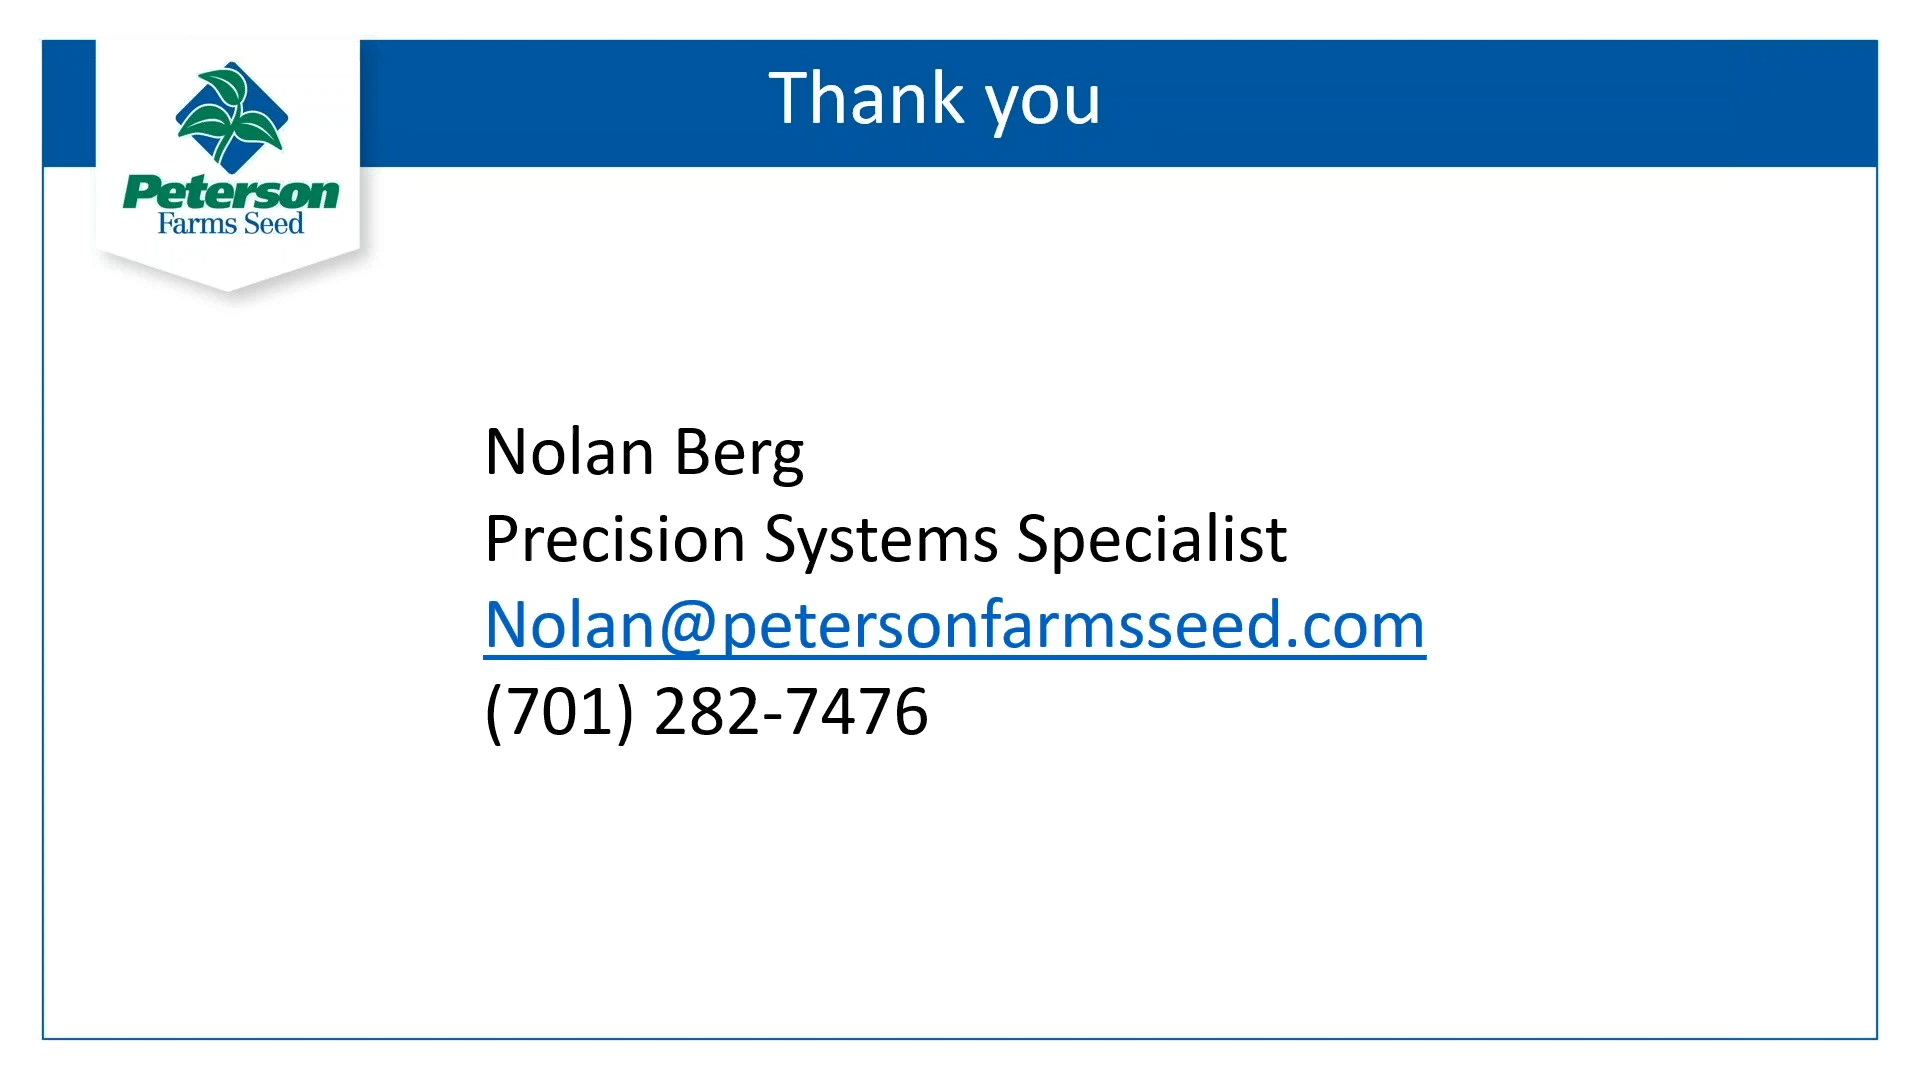 Thank you
Peterson
Farms Seed
Nolan Berg
Precision Systems Specialist
Nolan@petersonfarmsseed.com
(701) 282-7476